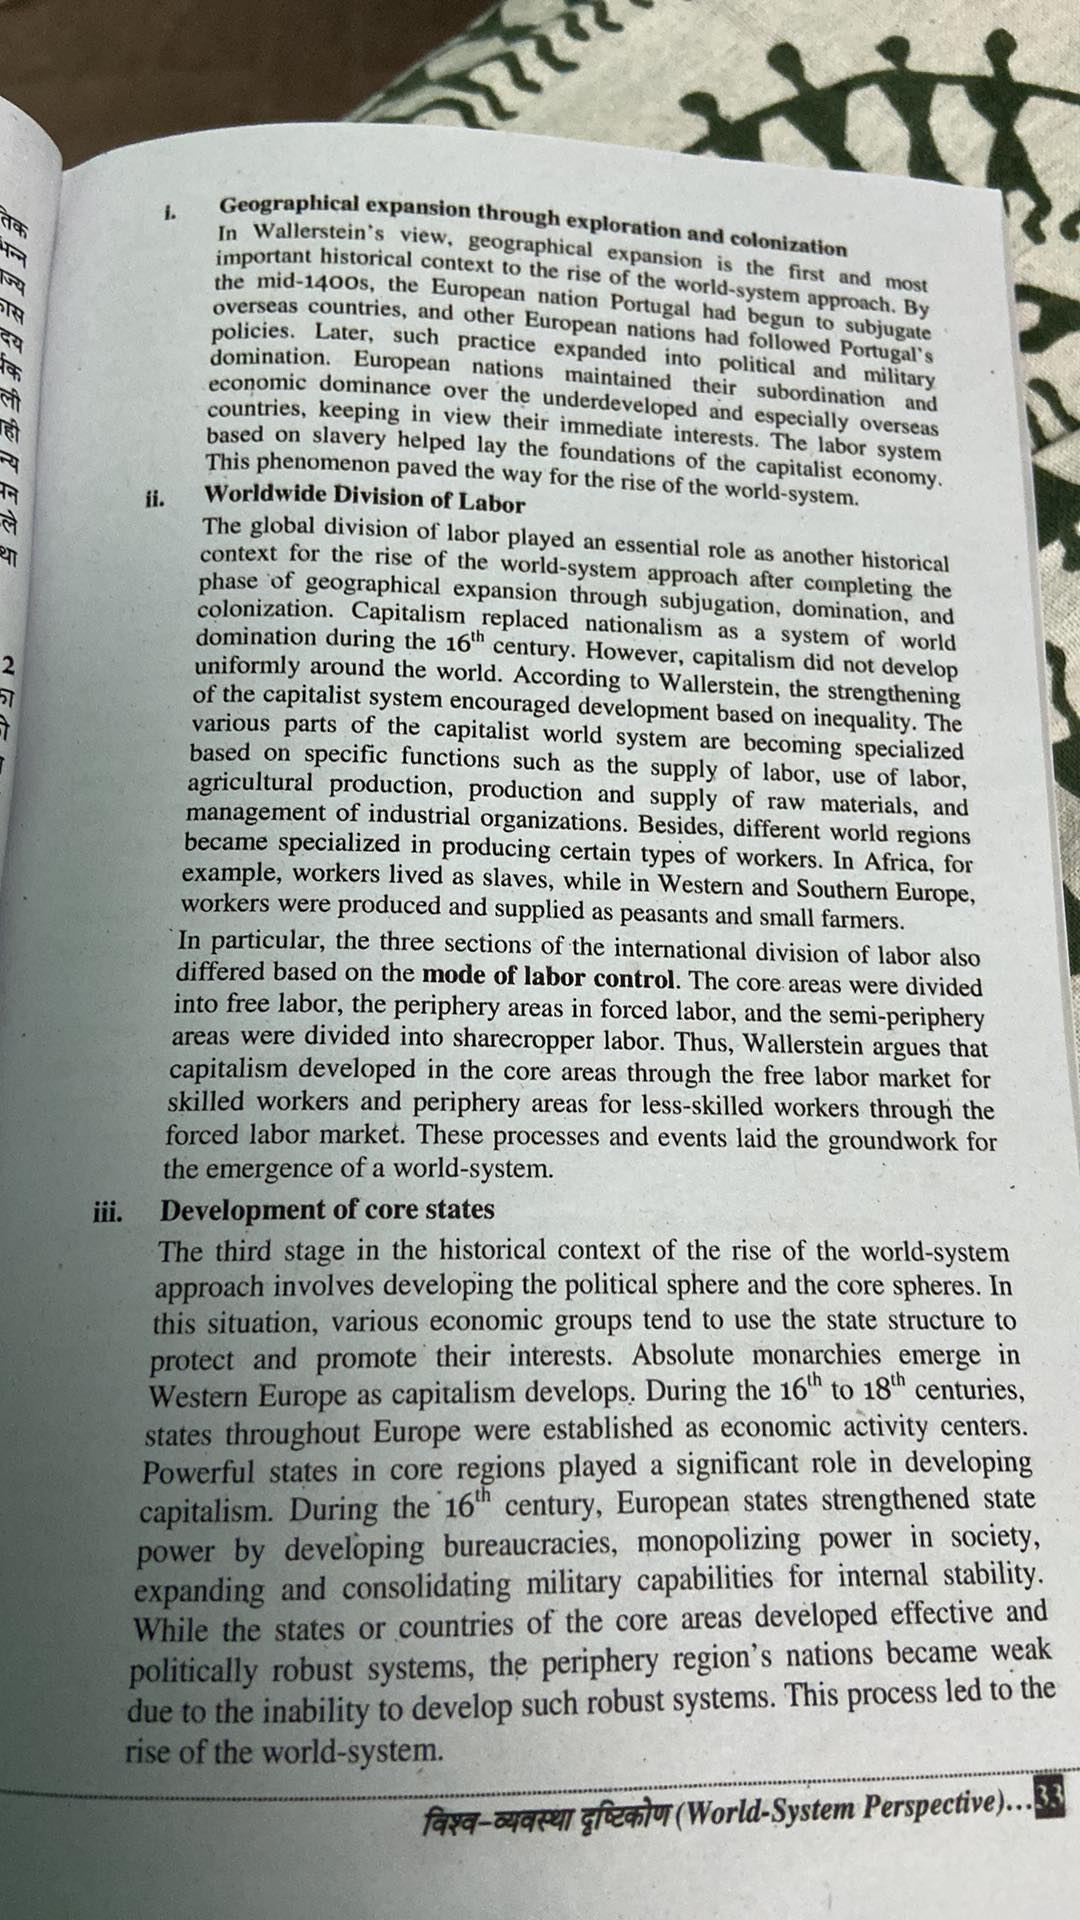 तिक
भिन्न
ाज्य
कास
दय
र्थिक
ली
ही
न्य
पन
ले
था
2
का
की
i. Geographical expansion through exploration and colonization
In Wallerstein's view, geographical expansion is the first and most
important historical context to the rise of the world-system approach. By
the mid-1400s, the European nation Portugal had begun to subjugate
overseas countries, and other European nations had followed Portugal's
policies. Later, such practice expanded into political and military
domination. European nations maintained their subordination and
economic dominance over the underdeveloped and especially overseas
countries, keeping in view their immediate interests. The labor system
based on slavery helped lay the foundations of the capitalist economy.
This phenomenon paved the way for the rise of the world-system.
ii. Worldwide Division of Labor
The global division of labor played an essential role as another historical
context for the rise of the world-system approach after completing the
phase of geographical expansion through subjugation, domination, and
colonization. Capitalism replaced nationalism as a system of world
domination during the 16th century. However, capitalism did not develop
uniformly around the world. According to Wallerstein, the strengthening
of the capitalist system encouraged development based on inequality. The
various parts of the capitalist world system are becoming specialized
based on specific functions such as the supply of labor, use of labor,
agricultural production, production and supply of raw materials, and
management of industrial organizations. Besides, different world regions
became specialized in producing certain types of workers. In Africa, for
example, workers lived as slaves, while in Western and Southern Europe,
workers were produced and supplied as peasants and small farmers.
In particular, the three sections of the international division of labor also
differed based on the mode of labor control. The core areas were divided
into free labor, the periphery areas in forced labor, and the semi-periphery
areas were divided into sharecropper labor. Thus, Wallerstein argues that
capitalism developed in the core areas through the free labor market for
skilled workers and periphery areas for less-skilled workers through the
forced labor market. These processes and events laid the groundwork for
the emergence of a world-system.
iii. Development of core states
The third stage in the historical context of the rise of the world-system
approach involves developing the political sphere and the core spheres. In
this situation, various economic groups tend to use the state structure to
protect and promote their interests. Absolute monarchies emerge in
Western Europe as capitalism develops. During the 16th to 18th centuries,
states throughout Europe were established as economic activity centers.
Powerful states in core regions played a significant role in developing
capitalism. During the 16th century, European states strengthened state
power by developing bureaucracies, monopolizing power in society,
expanding and consolidating military capabilities for internal stability.
While the states or countries of the core areas developed effective and
politically robust systems, the periphery region's nations became weak
due to the inability to develop such robust systems. This process led to the
rise of the world-system.
विश्व-व्यवस्था दृष्टिकोण (World-System Perspective)...33